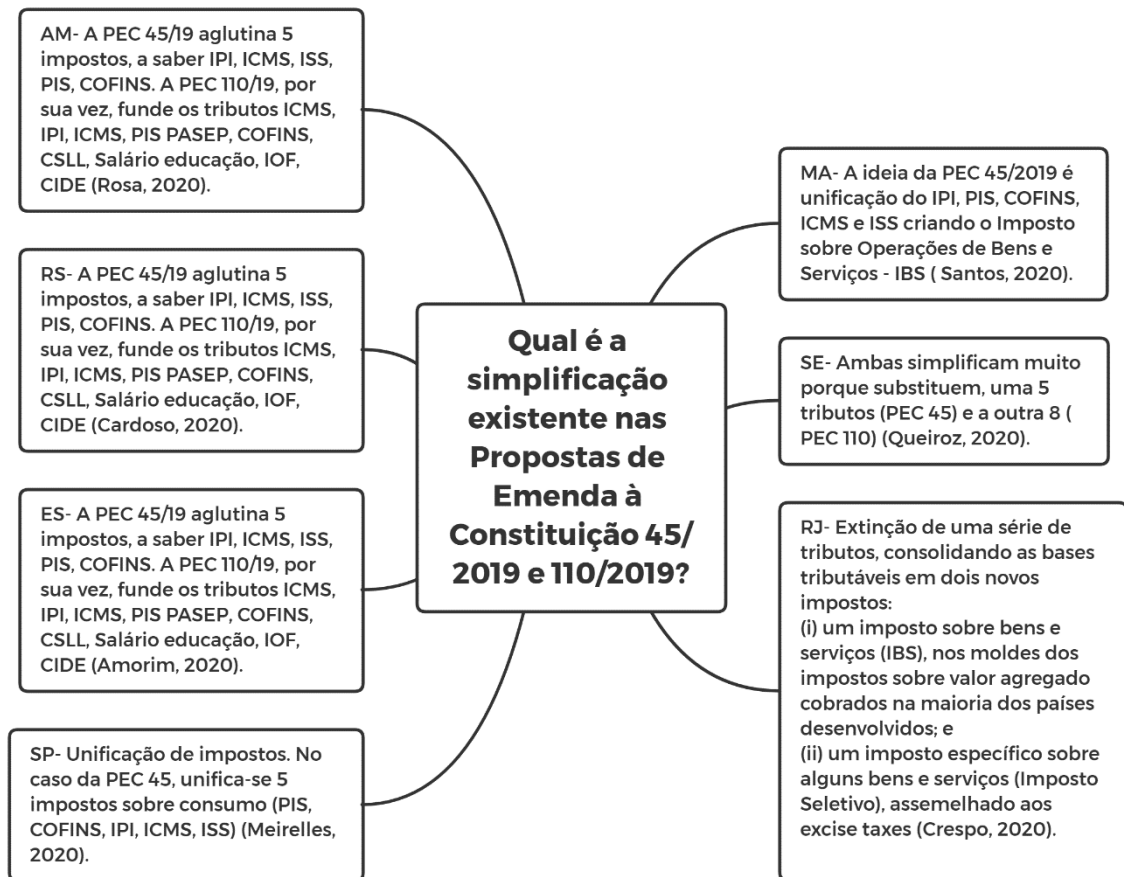 AM- A PEC 45/19 aglutina 5
impostos, a saber IPI, ICMS, ISS,
PIS, COFINS. A PEC 110/19, por
sua vez, funde os tributos ICMS,
IPI, ICMS, PIS PASEP, COFINS,
CSLL, Salário educação, IOF,
CIDE (Rosa, 2020).
RS- A PEC 45/19 aglutina 5
impostos, a saber IPI, ICMS, ISS,
PIS, COFINS. A PEC 110/19, por
sua vez, funde os tributos ICMS,
IPI, ICMS, PIS PASEP, COFINS,
CSLL, Salário educação, IOF,
CIDE (Cardoso, 2020).
ES- A PEC 45/19 aglutina 5
impostos, a saber IPI, ICMS, ISS,
PIS, COFINS. A PEC 110/19, por
sua vez, funde os tributos ICMS,
IPI, ICMS, PIS PASEP, COFINS,
CSLL, Salário educação, IOF,
CIDE (Amorim, 2020).
SP- Unificação de impostos. No
caso da PEC 45, unifica-se 5
impostos sobre consumo (PIS,
COFINS, IPI, ICMS, ISS) (Meirelles,
2020).
Qual é a
simplificação
existente nas
Propostas de
Emenda à
Constituição 45/
2019 e 110/2019?
MA- A ideia da PEC 45/2019 é
unificação do IPI, PIS, COFINS,
ICMS e ISS criando o Imposto
sobre Operações de Bens e
Serviços - IBS ( Santos, 2020).
SE- Ambas simplificam muito
porque substituem, uma 5
tributos (PEC 45) e a outra 8 (
PEC 110) (Queiroz, 2020).
RJ- Extinção de uma série de
tributos, consolidando as bases
tributáveis em dois novos
impostos:
(i) um imposto sobre bens e
serviços (IBS), nos moldes dos
impostos sobre valor agregado
cobrados na maioria dos países
desenvolvidos; e
(ii) um imposto específico sobre
alguns bens e serviços (Imposto
Seletivo), assemelhado aos
excise taxes (Crespo, 2020).